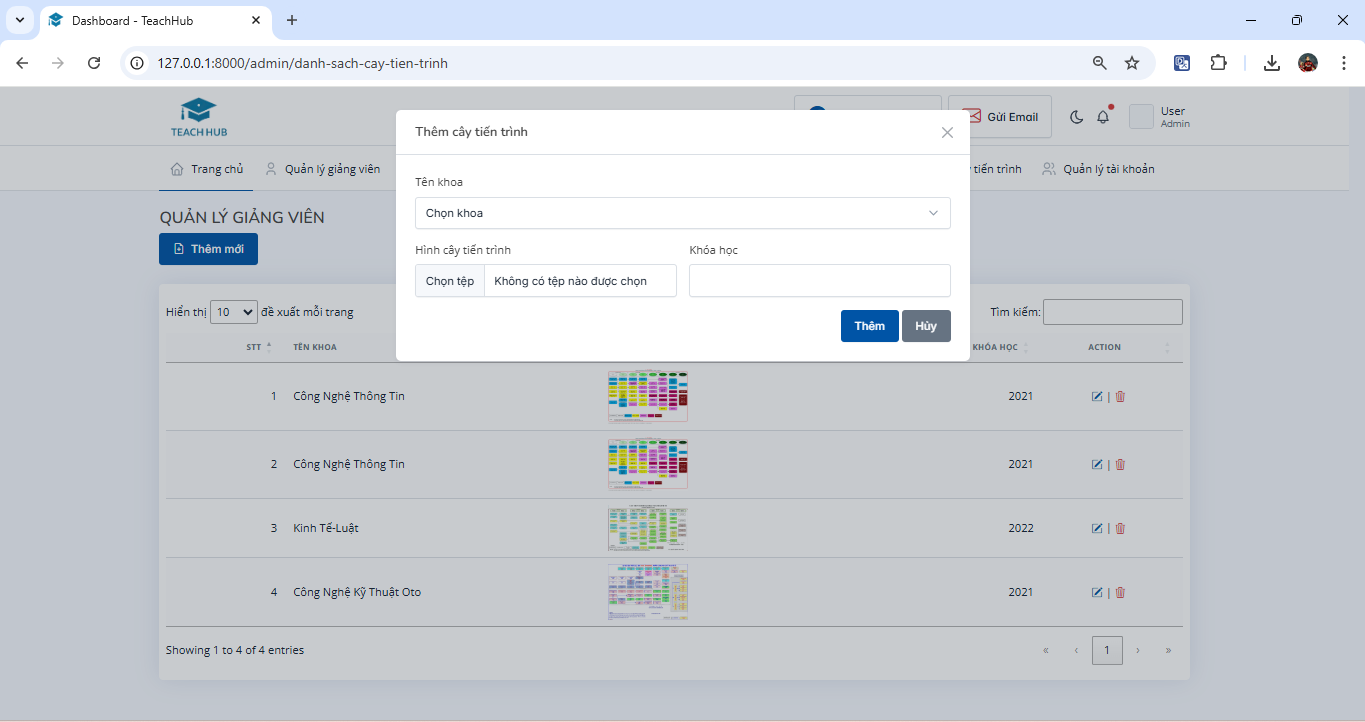 Dashboard - TeachHub
127.0.0.1:8000/admin/danh-sach-cay-tien-trinh
TEACH HUB
Gửi Email
User
Admin
Trang chủ
Quản lý giảng viên
tiến trình
Quản lý tài khoản
QUẢN LÝ GIẢNG VIÊN
Thêm mới
Thêm cây tiến trình
Tên khoa
Chọn khoa
Hình cây tiến trình
Khóa học
Chọn tệp
Không có tệp nào được chọn
Thêm
Hủy
Hiển thị 10 đề xuất mỗi trang
Tìm kiếm:
STT
TÊN KHOA
KHÓA HỌC
ACTION
1 Công Nghệ Thông Tin 2021 |
2 Công Nghệ Thông Tin 2021 |
3 Kinh Tế-Luật 2022 |
4 Công Nghệ Kỹ Thuật Oto 2021 |
Showing 1 to 4 of 4 entries
« ‹ 1 › »